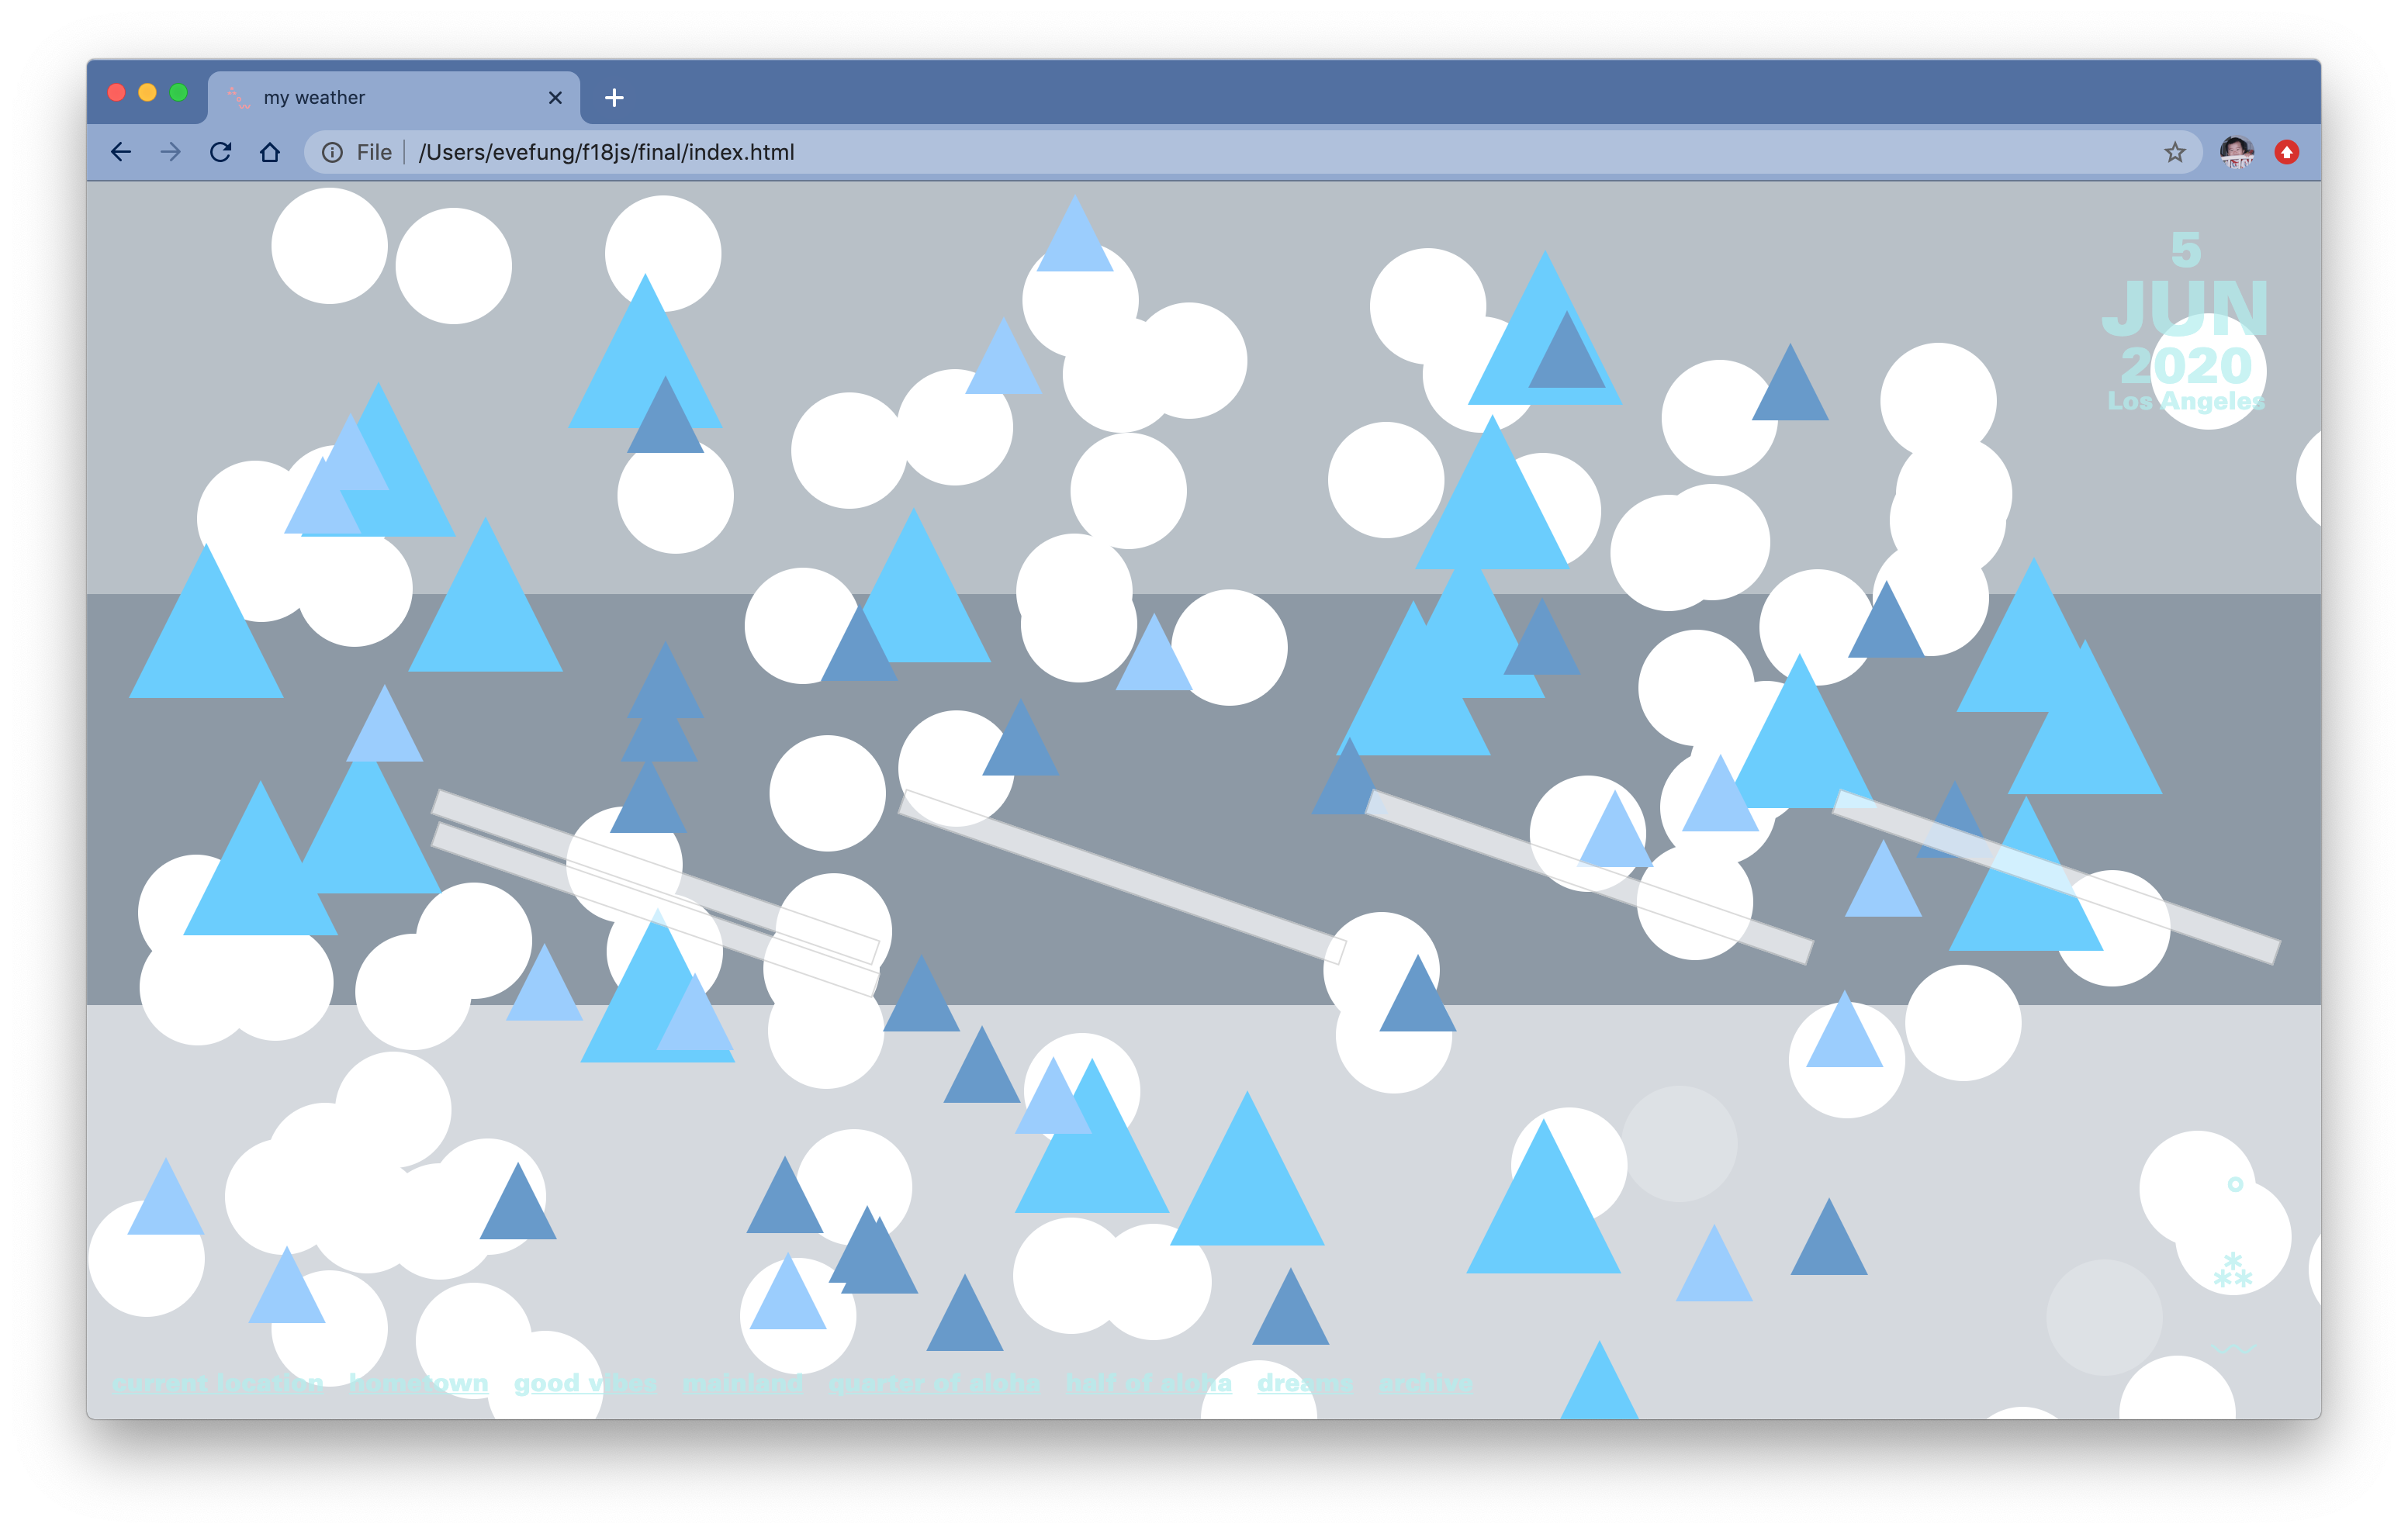 my weather
File /Users/evefung/f18js/final/index.html
5
JUN
2020
Los Angeles
current location hometown good vibes mainland quarter of aloha half of aloha dreams archive